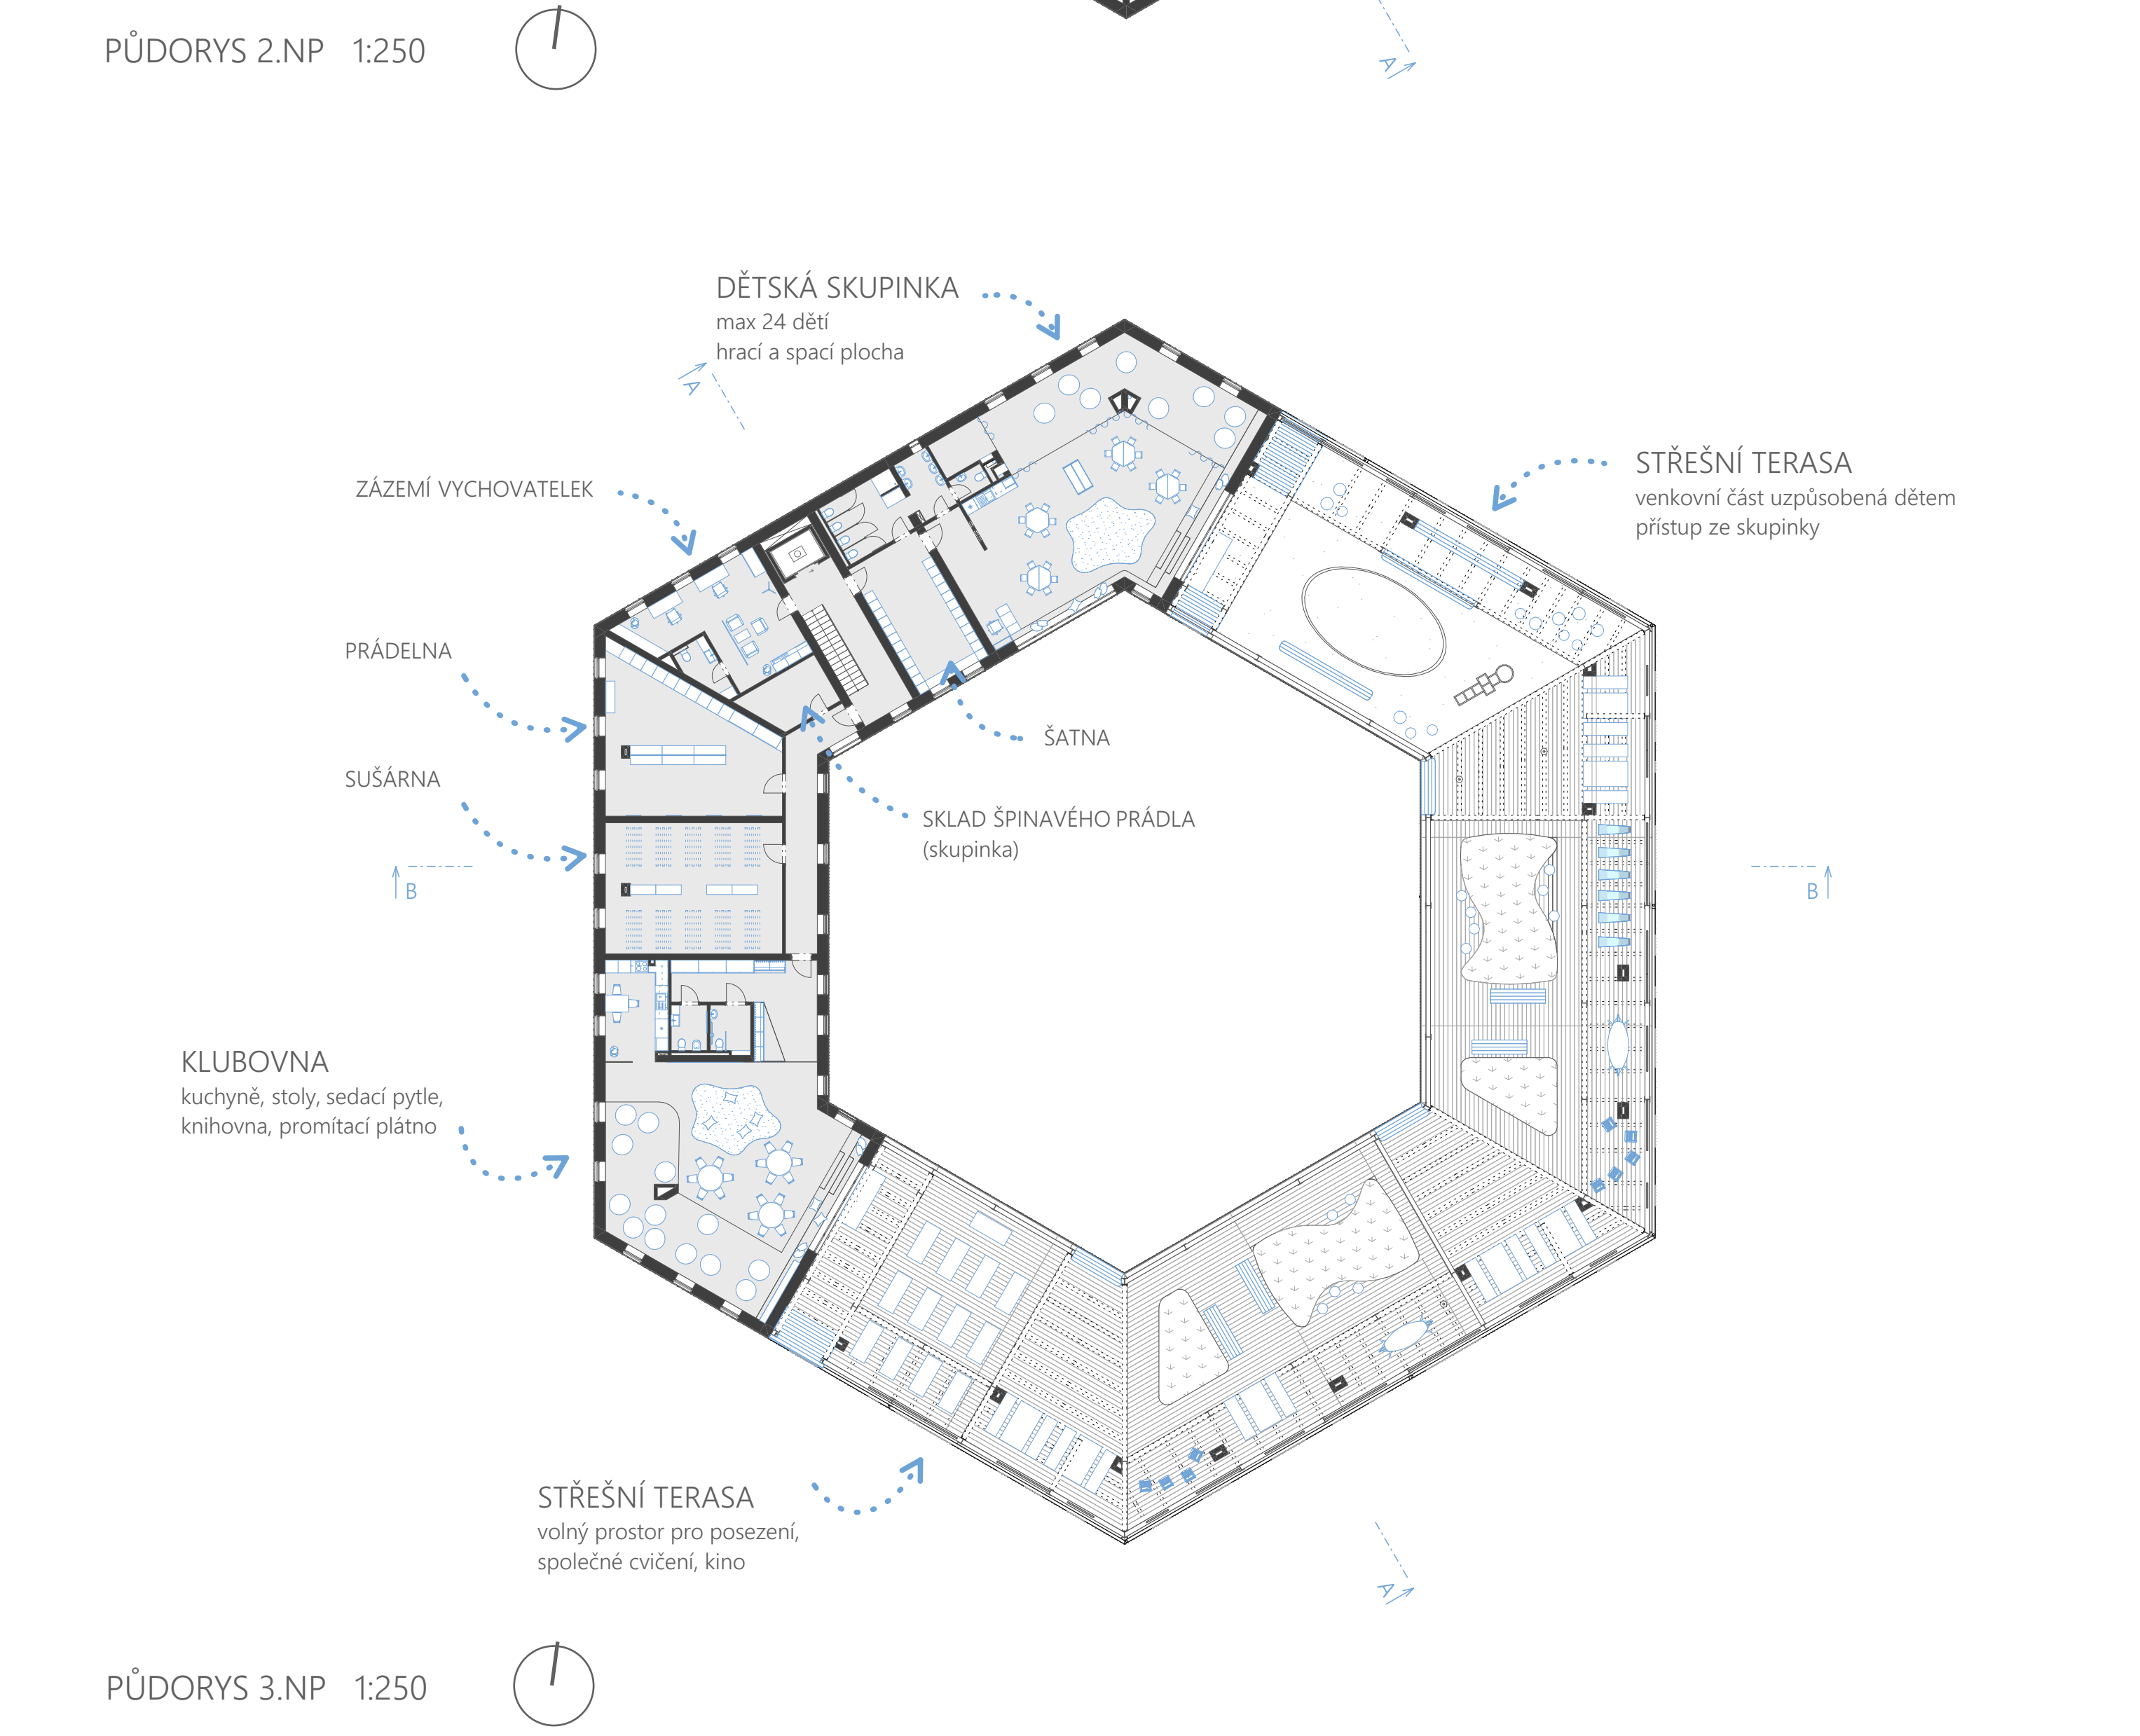 PŮDORYS 2.NP 1:250
A
DĚTSKÁ SKUPINKA
max 24 dětí
hrací a spací plocha
A
STŘEŠNÍ TERASA
venkovní část uzpůsobená dětem
přístup ze skupinky
ZÁZEMÍ VYCHOVATELEK
PRÁDELNA
ŠATNA
SUŠÁRNA
SKLAD ŠPINAVÉHO PRÁDLA
(skupinka)
B
B
KLUBOVNA
kuchyně, stoly, sedací pytle,
knihovna, promítací plátno
STŘEŠNÍ TERASA
volný prostor pro posezení,
společné cvičení, kino
A
PŮDORYS 3.NP 1:250